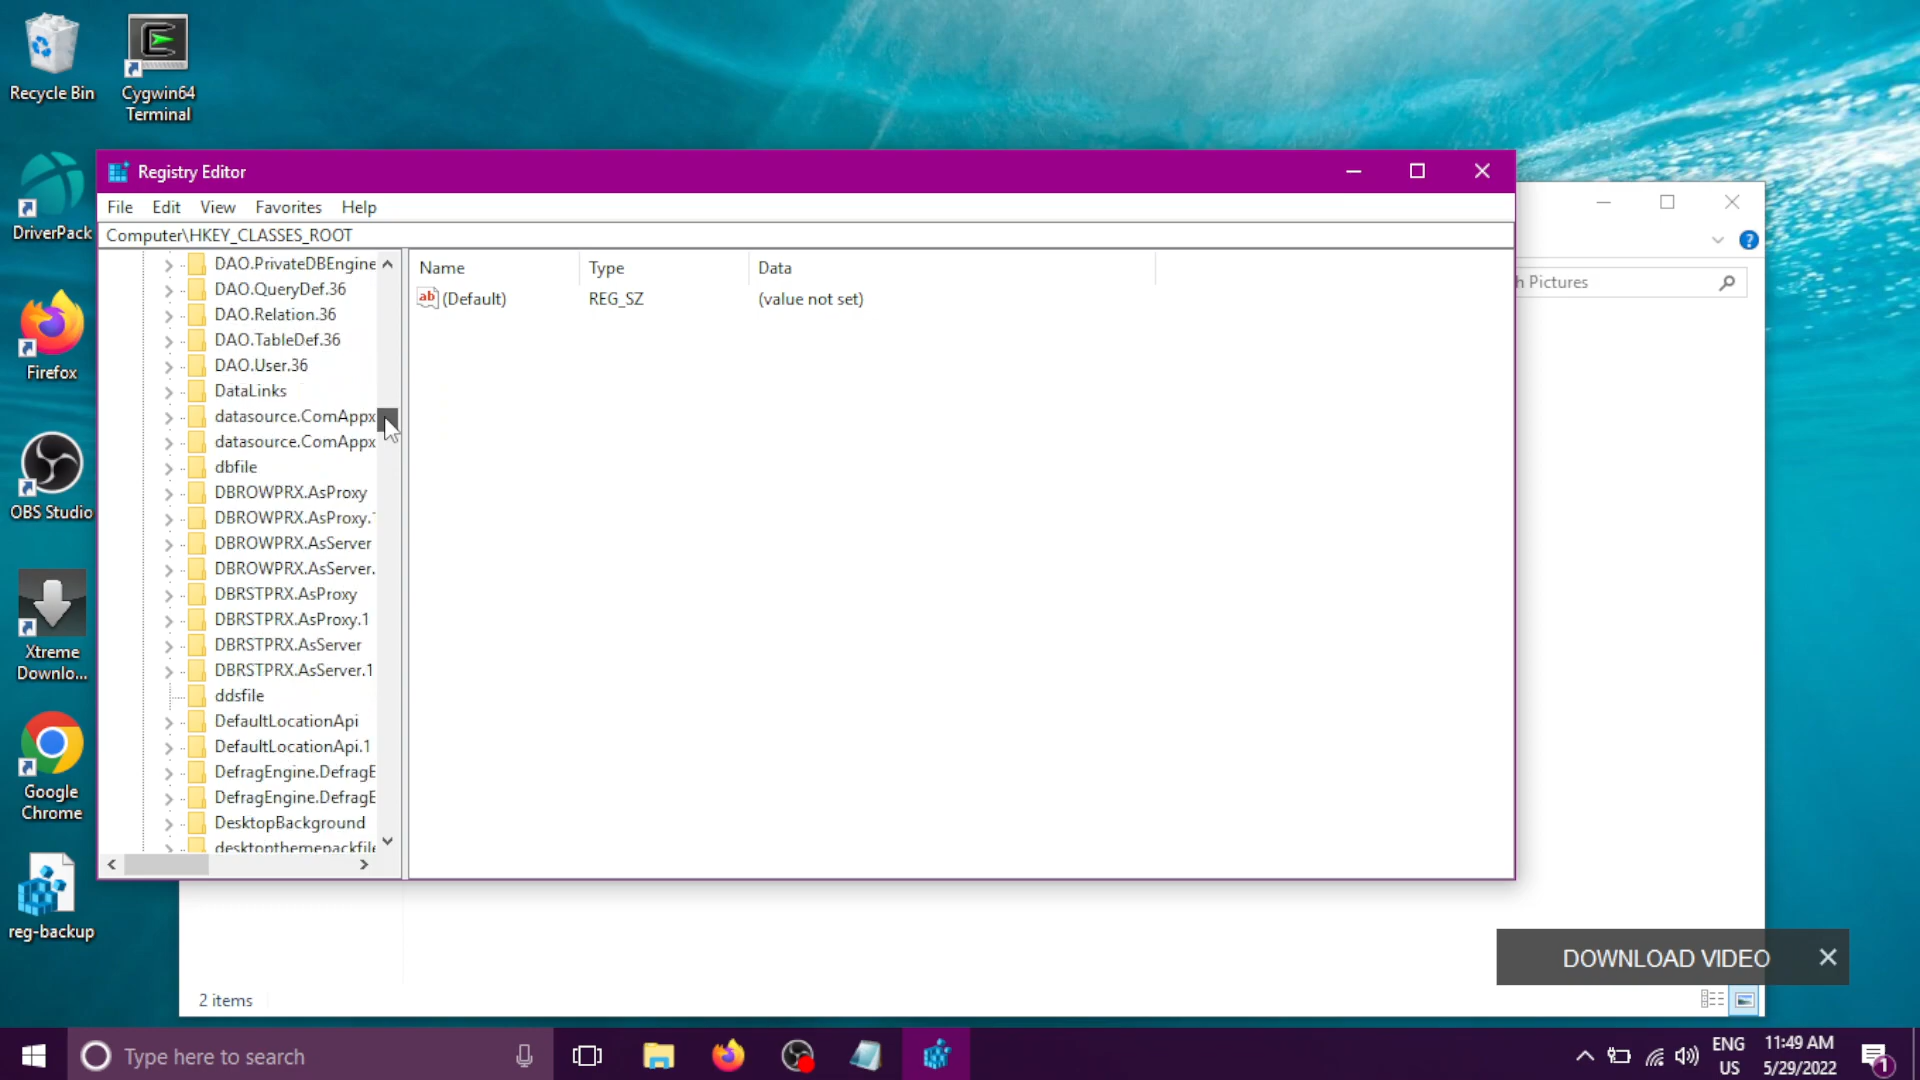 Recycle Bin
Cygwin64
Terminal
DriverPack
Firefox
OBS Studio
Xtreme
Downlo...
Google
Chrome
reg-backup
Registry Editor
File Edit View Favorites Help
Computer\HKEY_CLASSES_ROOT
DAO.PrivateDBEngine
DAO.QueryDef.36
DAO.Relation.36
DAO.TableDef.36
DAO.User.36
DataLinks
datasource.ComAppx
datasource.ComAppx
dbfile
DBROWPRX.AsProxy
DBROWPRX.AsProxy.
DBROWPRX.AsServer
DBROWPRX.AsServer.
DBRSTPRX.AsProxy
DBRSTPRX.AsProxy.1
DBRSTPRX.AsServer
DBRSTPRX.AsServer.1
ddsfile
DefaultLocationApi
DefaultLocationApi.1
DefragEngine.DefragE
DefragEngine.DefragE
DesktopBackground
desktopthemepackfile
Name Type Data
ab (Default) REG_SZ (value not set)
h Pictures
?
2 items
DOWNLOAD VIDEO
Type here to search
ENG
US
11:49 AM
5/29/2022
1